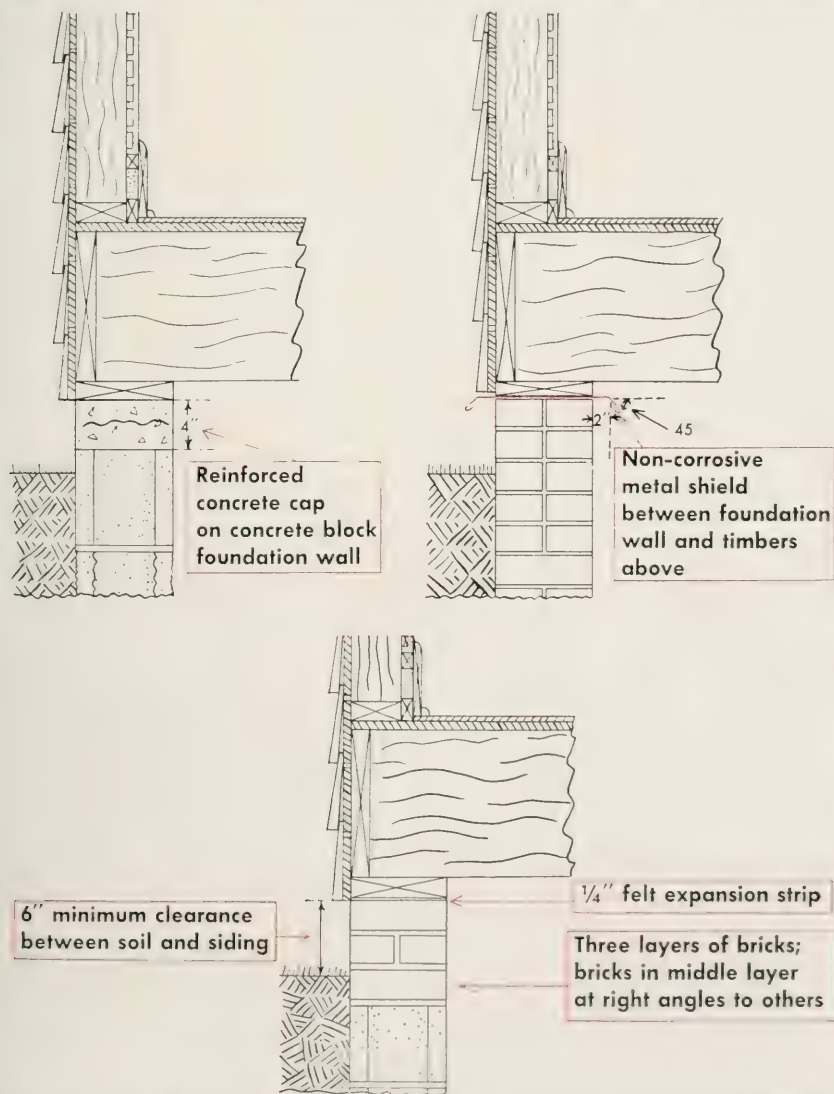 4"
Reinforced
concrete cap
on concrete block
foundation wall
2"
45
Non-corrosive
metal shield
between foundation
wall and timbers
above
6" minimum clearance
between soil and siding
1/4" felt expansion strip
Three layers of bricks;
bricks in middle layer
at right angles to others